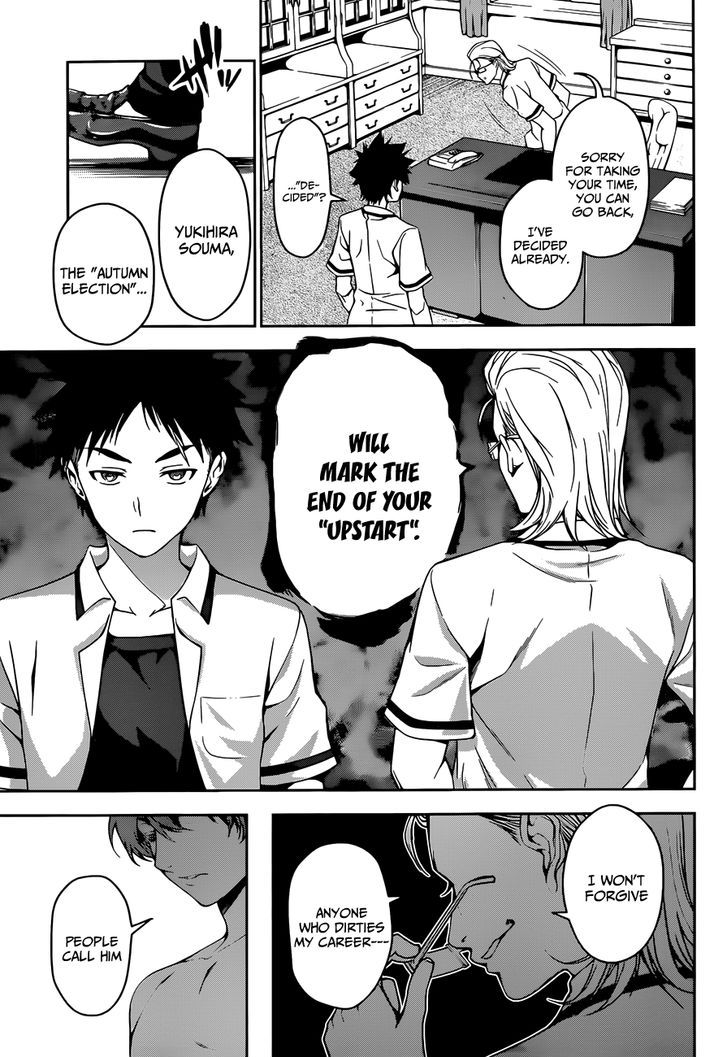 SORRY
FOR TAKING
YOUR TIME,
YOU CAN
GO BACK,
I'VE
DECIDED
ALREADY.
..."DE-
CIDED"?
YUKIHIRA
SOUMA,
THE "AUTUMN
ELECTION"...
WILL
MARK THE
END OF YOUR
"UPSTART".
I WON'T
FORGIVE
ANYONE
WHO DIRTIES
MY CAREER---
PEOPLE
CALL HIM